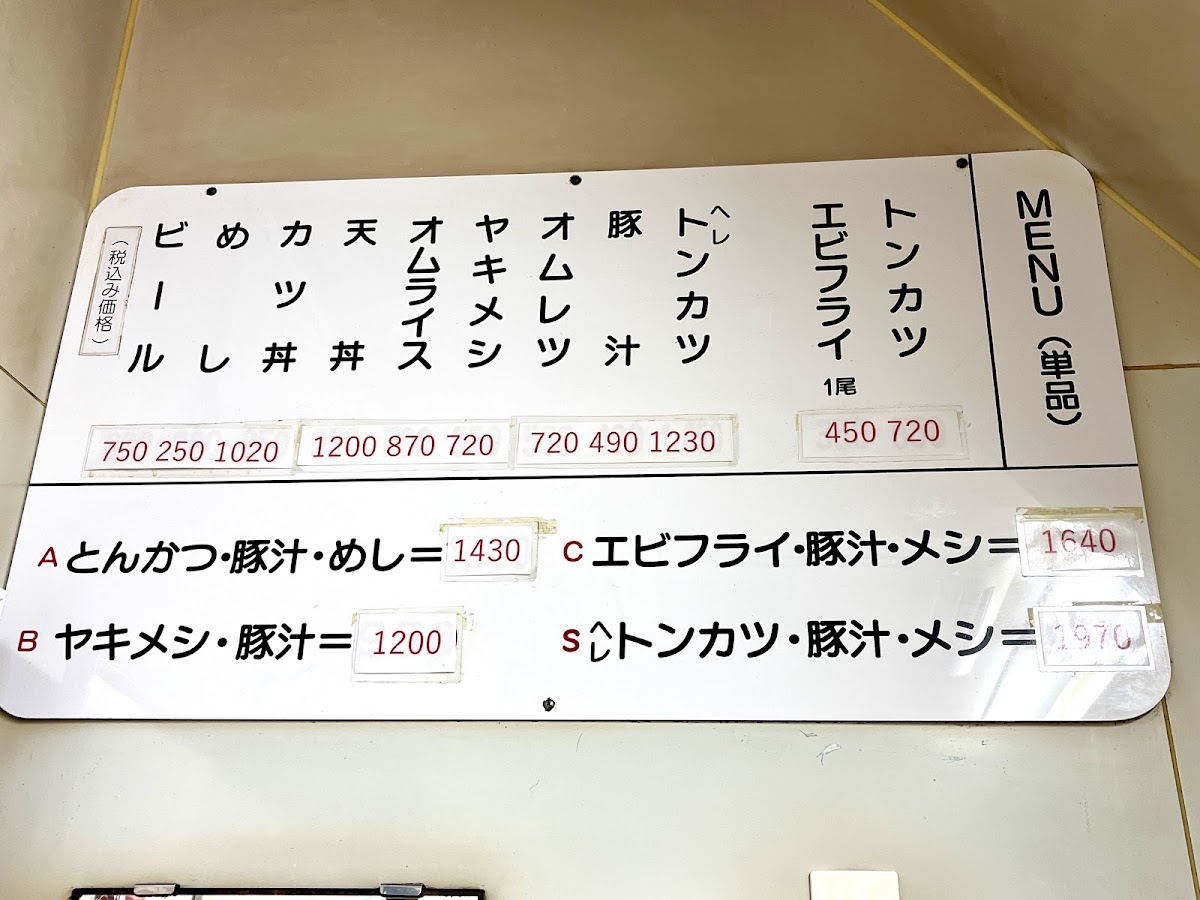 MENU（単品）
トンカツ
エビフライ 1尾
ヘレトンカツ
豚汁
オムレツ
ヤキメシ
オムライス
天丼
カツ丼
めし
ビール
（税込み価格）
750 250 1020 1200 870 720 720 490 1230 450 720
A とんかつ・豚汁・めし＝1430
C エビフライ・豚汁・メシ＝1640
B ヤキメシ・豚汁＝1200
S ヘレトンカツ・豚汁・メシ＝1970